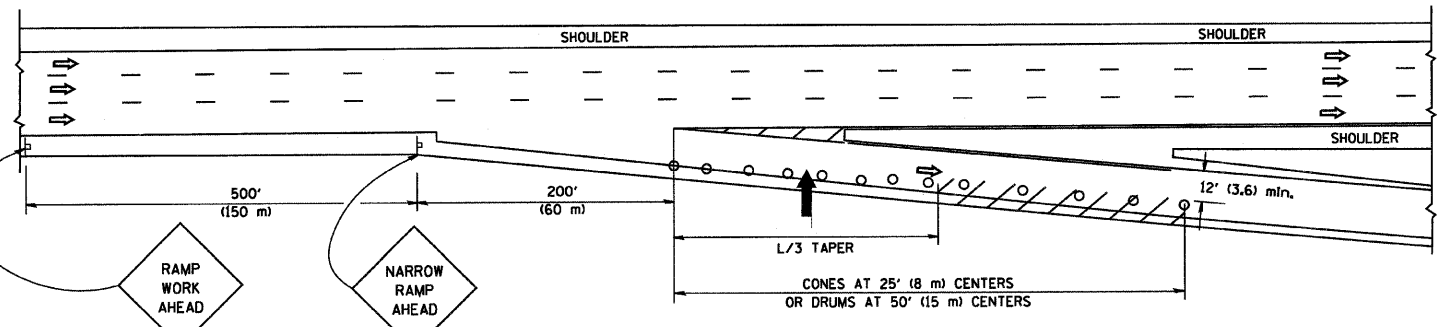 SHOULDER
SHOULDER
SHOULDER
500'
(150 m)
200'
(60 m)
12' (3.6) min.
L/3 TAPER
CONES AT 25' (8 m) CENTERS
OR DRUMS AT 50' (15 m) CENTERS
RAMP
WORK
AHEAD
NARROW
RAMP
AHEAD